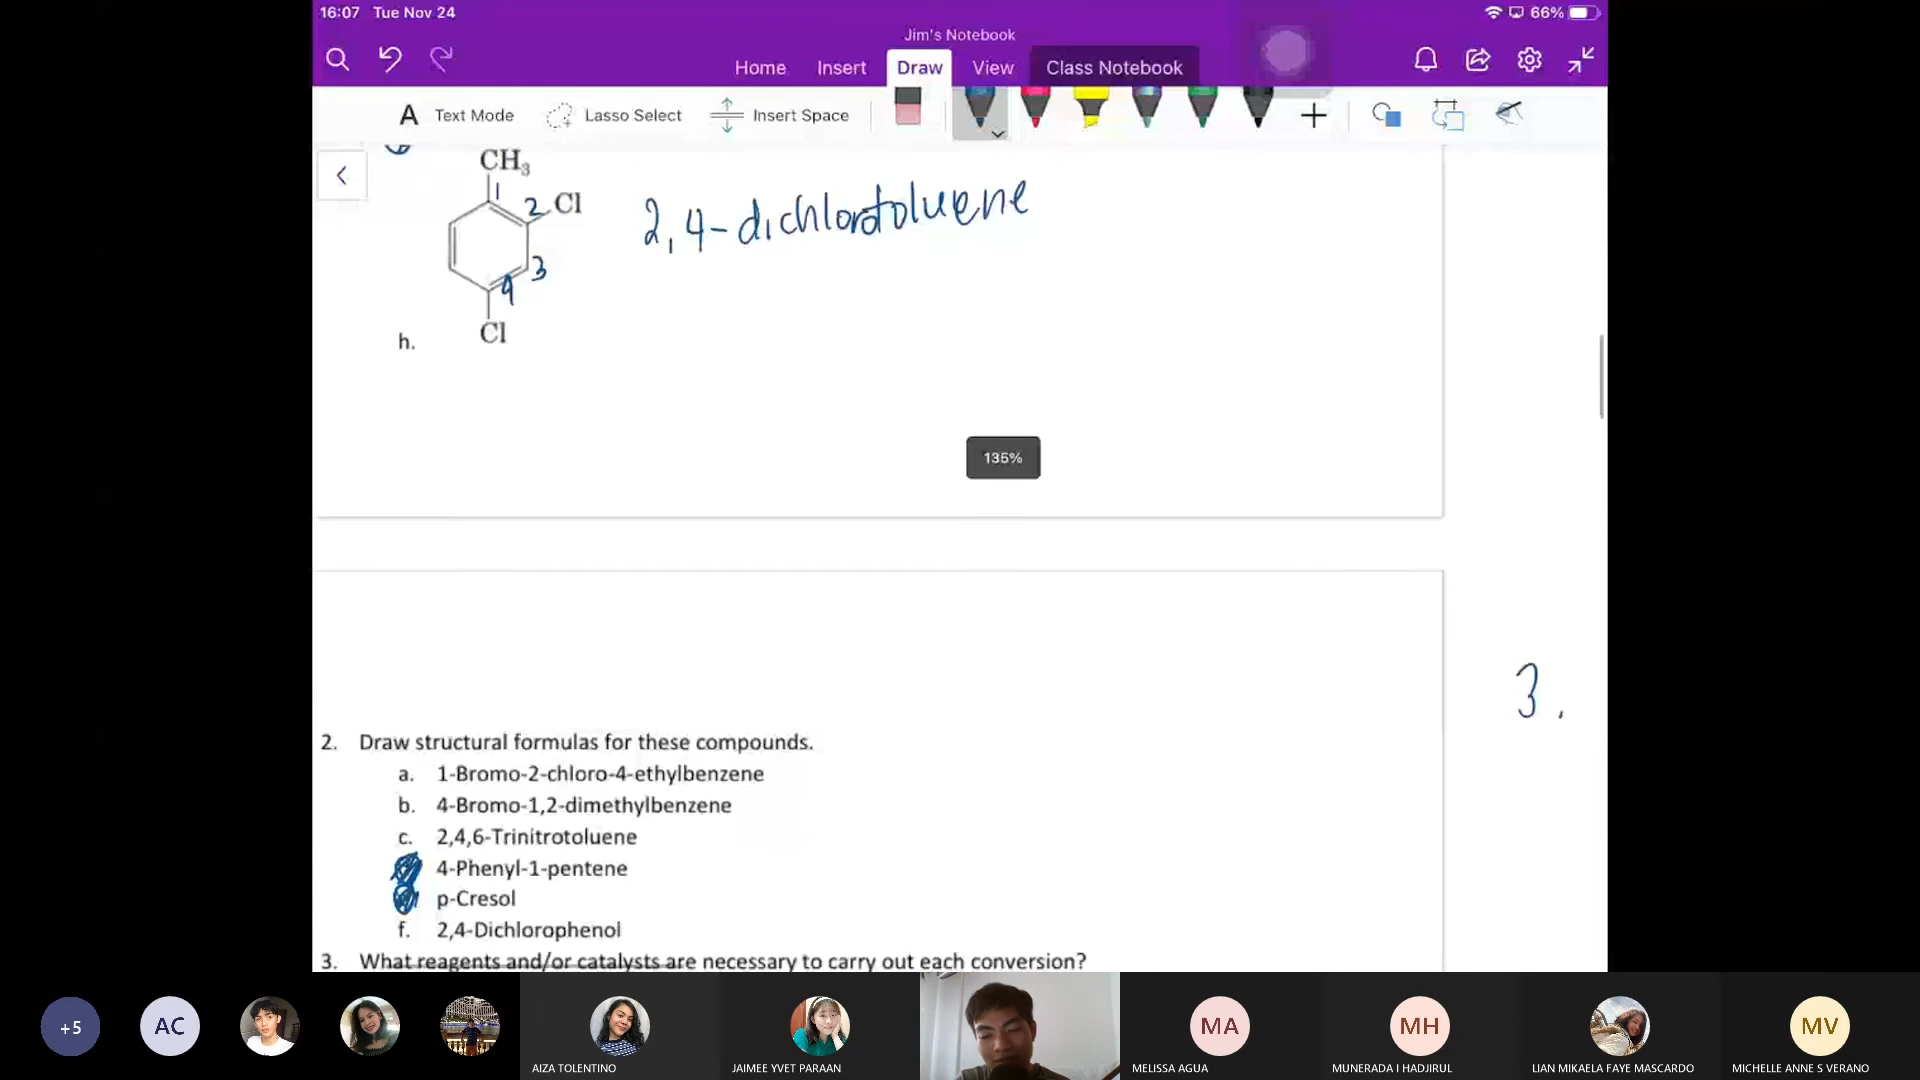 16:07 Tue Nov 24
66%
Jim's Notebook
Home Insert Draw View Class Notebook
A Text Mode Lasso Select Insert Space
CH3
1
2 Cl
2,4-dichlorotoluene
3
4
Cl
h.
135%
3.
2. Draw structural formulas for these compounds.
a. 1-Bromo-2-chloro-4-ethylbenzene
b. 4-Bromo-1,2-dimethylbenzene
c. 2,4,6-Trinitrotoluene
4-Phenyl-1-pentene
p-Cresol
f. 2,4-Dichlorophenol
3. What reagents and/or catalysts are necessary to carry out each conversion?
+5 AC MA MH MV
AIZA TOLENTINO JAIMEE YVET PARAAN MELISSA AGUA MUNERADA I HADJIRUL LIAN MIKAELA FAYE MASCARDO MICHELLE ANNE S VERANO